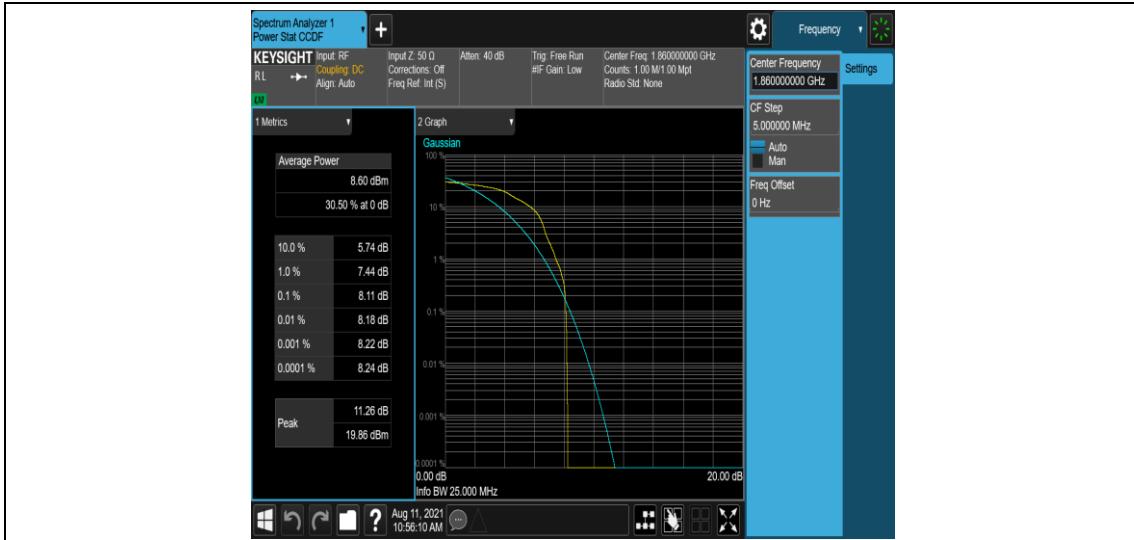 Spectrum Analyzer 1
Power Stat CCDF
Frequency
KEYSIGHT
RL
LXI
Input: RF
Coupling: DC
Align: Auto
Input Z: 50 Ω
Corrections: Off
Freq Ref: Int (S)
Atten: 40 dB
Trig: Free Run
#IF Gain: Low
Center Freq: 1.860000000 GHz
Counts: 1.00 M/1.00 Mpt
Radio Std: None
Center Frequency
1.860000000 GHz
Settings
CF Step
5.000000 MHz
Auto
Man
Freq Offset
0 Hz
1 Metrics
Average Power
8.60 dBm
30.50 % at 0 dB
10.0 % 5.74 dB
1.0 % 7.44 dB
0.1 % 8.11 dB
0.01 % 8.18 dB
0.001 % 8.22 dB
0.0001 % 8.24 dB
Peak
11.26 dB
19.86 dBm
2 Graph
Gaussian
100 %
10 %
1 %
0.1 %
0.01 %
0.001 %
0.0001 %
0.00 dB 20.00 dB
Info BW 25.000 MHz
Aug 11, 2021
10:56:10 AM